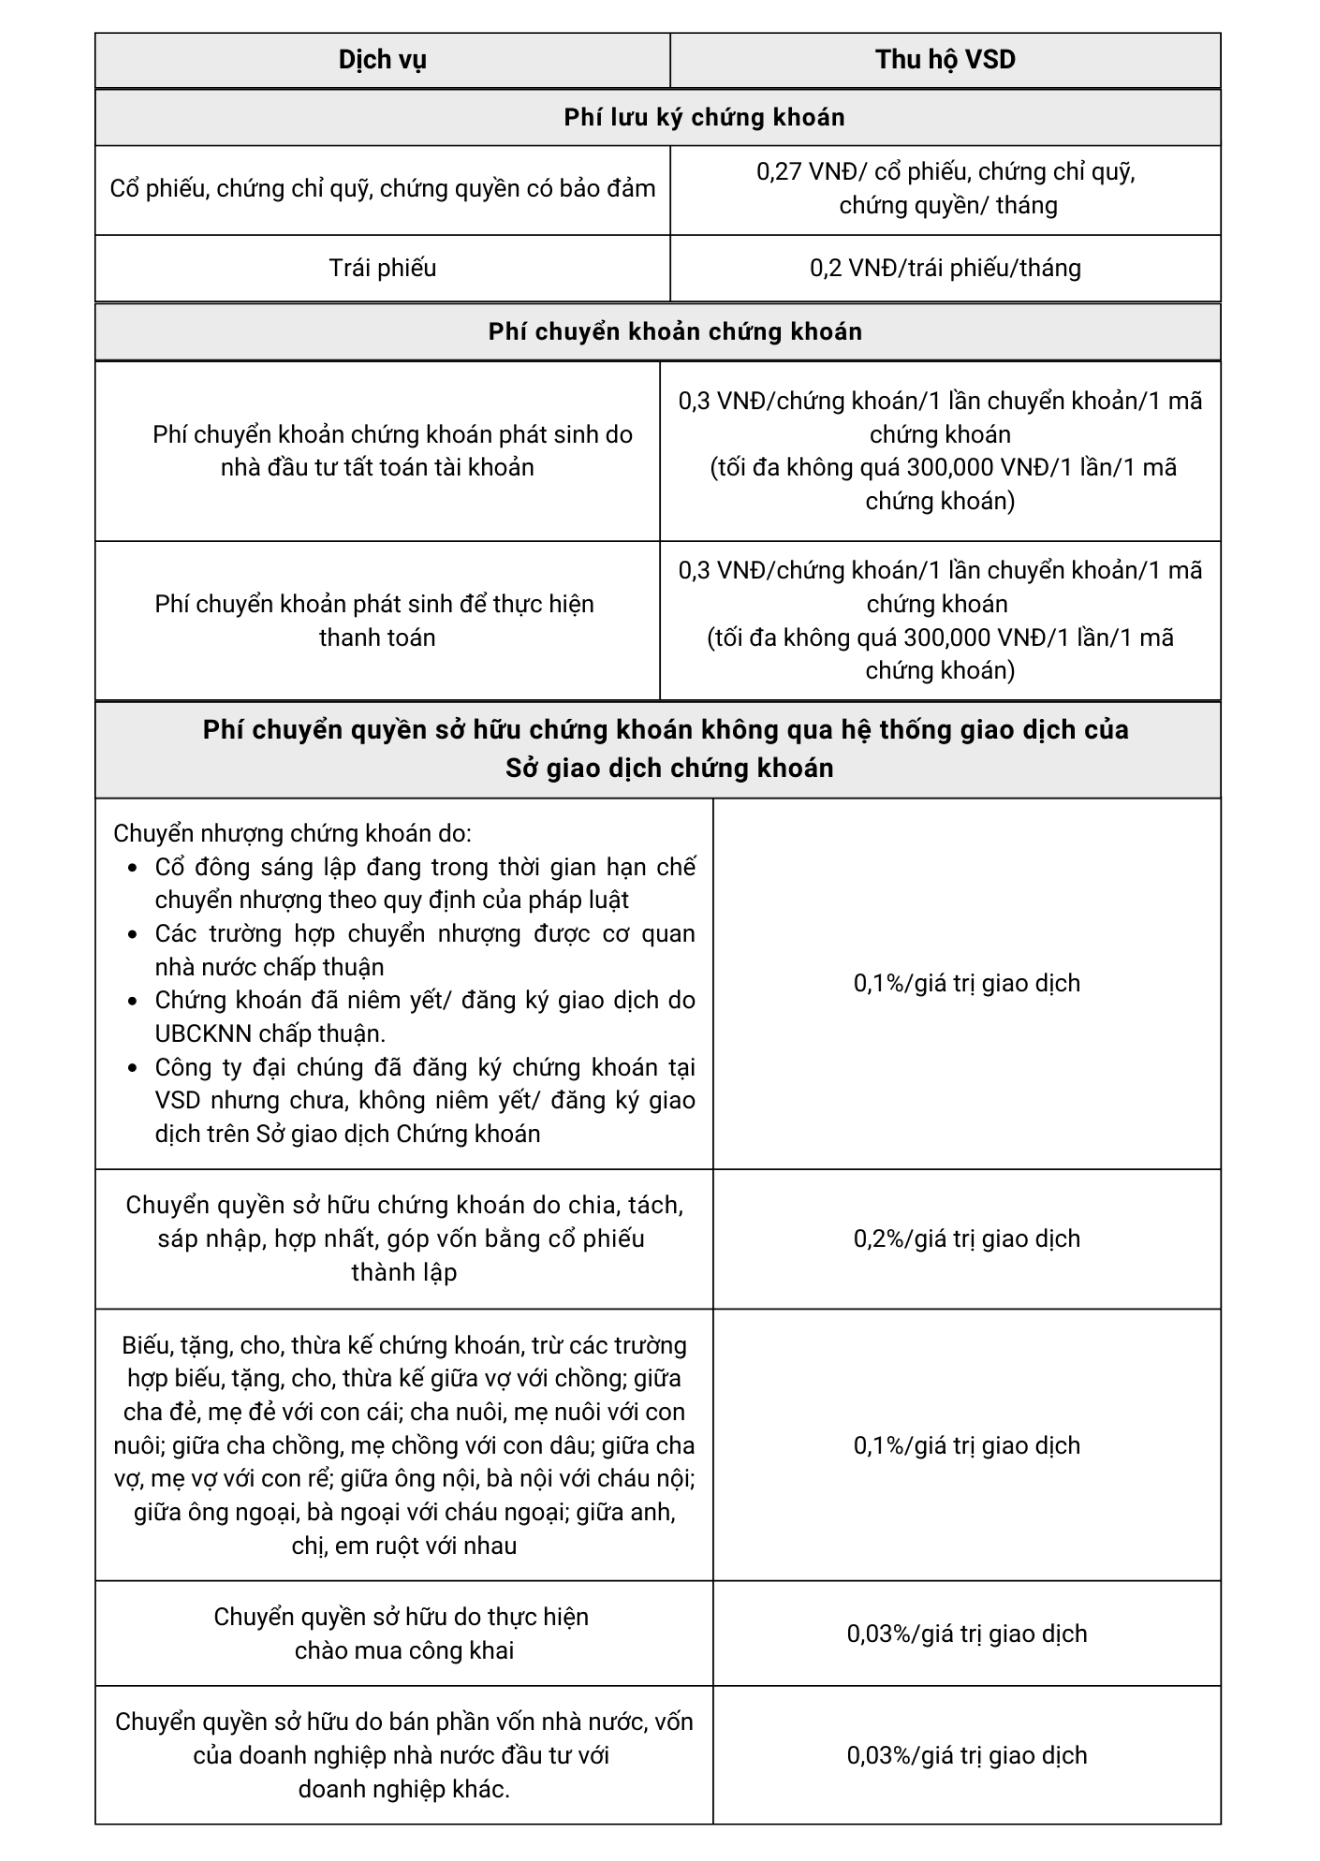 Dịch vụ
Thu hộ VSD
Phí lưu ký chứng khoán
Cổ phiếu, chứng chỉ quỹ, chứng quyền có bảo đảm
0,27 VNĐ/ cổ phiếu, chứng chỉ quỹ,
chứng quyền/ tháng
Trái phiếu
0,2 VNĐ/trái phiếu/tháng
Phí chuyển khoản chứng khoán
Phí chuyển khoản chứng khoán phát sinh do
nhà đầu tư tất toán tài khoản
0,3 VNĐ/chứng khoán/1 lần chuyển khoản/1 mã
chứng khoán
(tối đa không quá 300,000 VNĐ/1 lần/1 mã
chứng khoán)
Phí chuyển khoản phát sinh để thực hiện
thanh toán
0,3 VNĐ/chứng khoán/1 lần chuyển khoản/1 mã
chứng khoán
(tối đa không quá 300,000 VNĐ/1 lần/1 mã
chứng khoán)
Phí chuyển quyền sở hữu chứng khoán không qua hệ thống giao dịch của
Sở giao dịch chứng khoán
Chuyển nhượng chứng khoán do:
• Cổ đông sáng lập đang trong thời gian hạn chế
chuyển nhượng theo quy định của pháp luật
• Các trường hợp chuyển nhượng được cơ quan
nhà nước chấp thuận
• Chứng khoán đã niêm yết/ đăng ký giao dịch do
UBCKNN chấp thuận.
• Công ty đại chúng đã đăng ký chứng khoán tại
VSD nhưng chưa, không niêm yết/ đăng ký giao
dịch trên Sở giao dịch Chứng khoán
0,1%/giá trị giao dịch
Chuyển quyền sở hữu chứng khoán do chia, tách,
sáp nhập, hợp nhất, góp vốn bằng cổ phiếu
thành lập
0,2%/giá trị giao dịch
Biếu, tặng, cho, thừa kế chứng khoán, trừ các trường
hợp biếu, tặng, cho, thừa kế giữa vợ với chồng; giữa
cha đẻ, mẹ đẻ với con cái; cha nuôi, mẹ nuôi với con
nuôi; giữa cha chồng, mẹ chồng với con dâu; giữa cha
vợ, mẹ vợ với con rể; giữa ông nội, bà nội với cháu nội;
giữa ông ngoại, bà ngoại với cháu ngoại; giữa anh,
chị, em ruột với nhau
0,1%/giá trị giao dịch
Chuyển quyền sở hữu do thực hiện
chào mua công khai
0,03%/giá trị giao dịch
Chuyển quyền sở hữu do bán phần vốn nhà nước, vốn
của doanh nghiệp nhà nước đầu tư với
doanh nghiệp khác.
0,03%/giá trị giao dịch